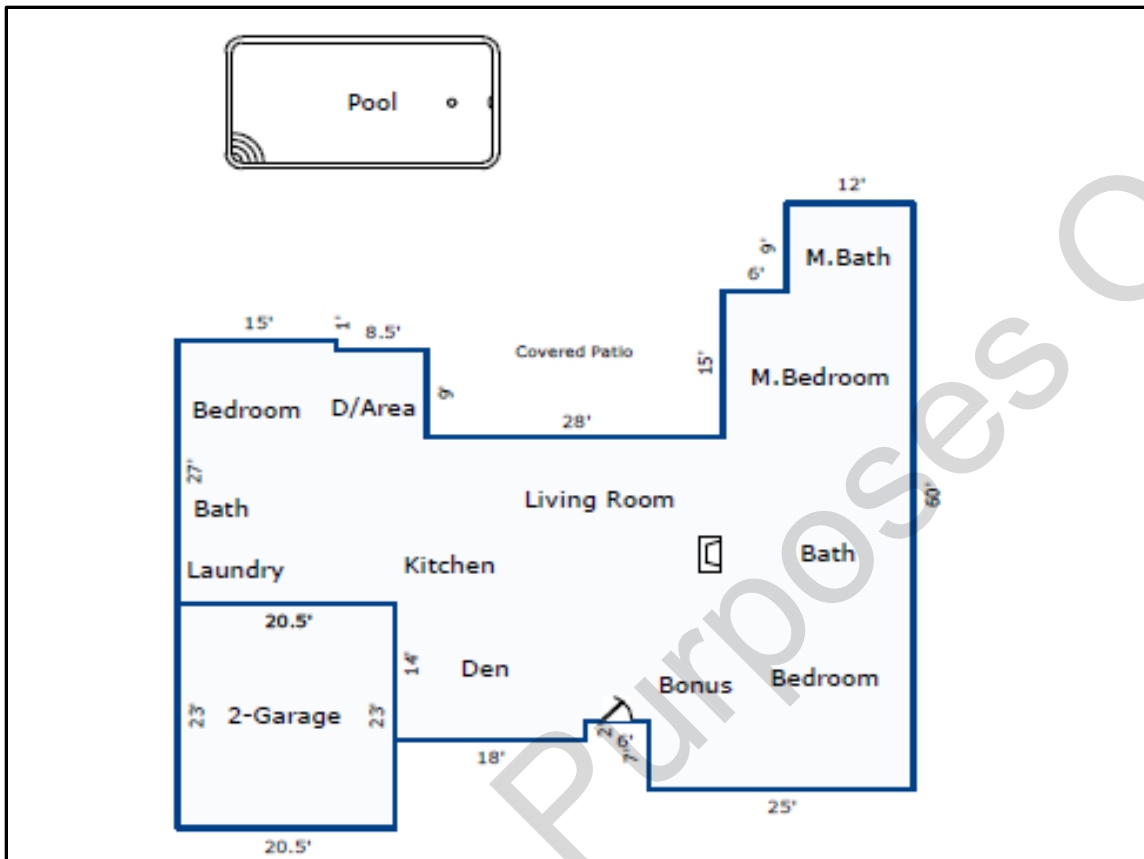 Pool
12'
9'
M.Bath
6'
15'
1'
8.5'
Covered Patio
15'
M.Bedroom
Bedroom
D/Area
9'
28'
27'
Living Room
60'
Bath
Kitchen
Bath
Laundry
20.5'
14'
Den
Bonus
Bedroom
23'
2-Garage
23'
2'
6'
7'
18'
25'
20.5'
Purposes O